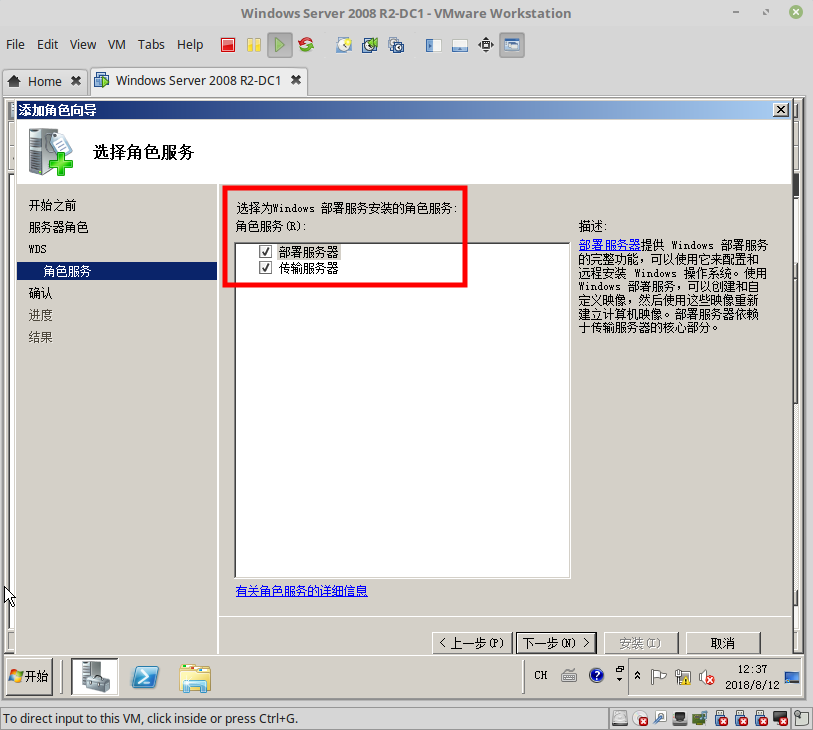 Windows Server 2008 R2-DC1 - VMware Workstation
File Edit View VM Tabs Help
Home Windows Server 2008 R2-DC1
添加角色向导
选择角色服务
开始之前
服务器角色
WDS
角色服务
确认
进度
结果
选择为Windows 部署服务安装的角色服务:
角色服务(R):
部署服务器
传输服务器
有关角色服务的详细信息
描述:
部署服务器提供 Windows 部署服务
的完整功能，可以使用它来配置和
远程安装 Windows 操作系统。使用
Windows 部署服务，可以创建和自
定义映像，然后使用这些映像重新
建立计算机映像。部署服务器依赖
于传输服务器的核心部分。
< 上一步(P) 下一步(N) > 安装(I) 取消
开始 CH 12:37
2018/8/12
To direct input to this VM, click inside or press Ctrl+G.